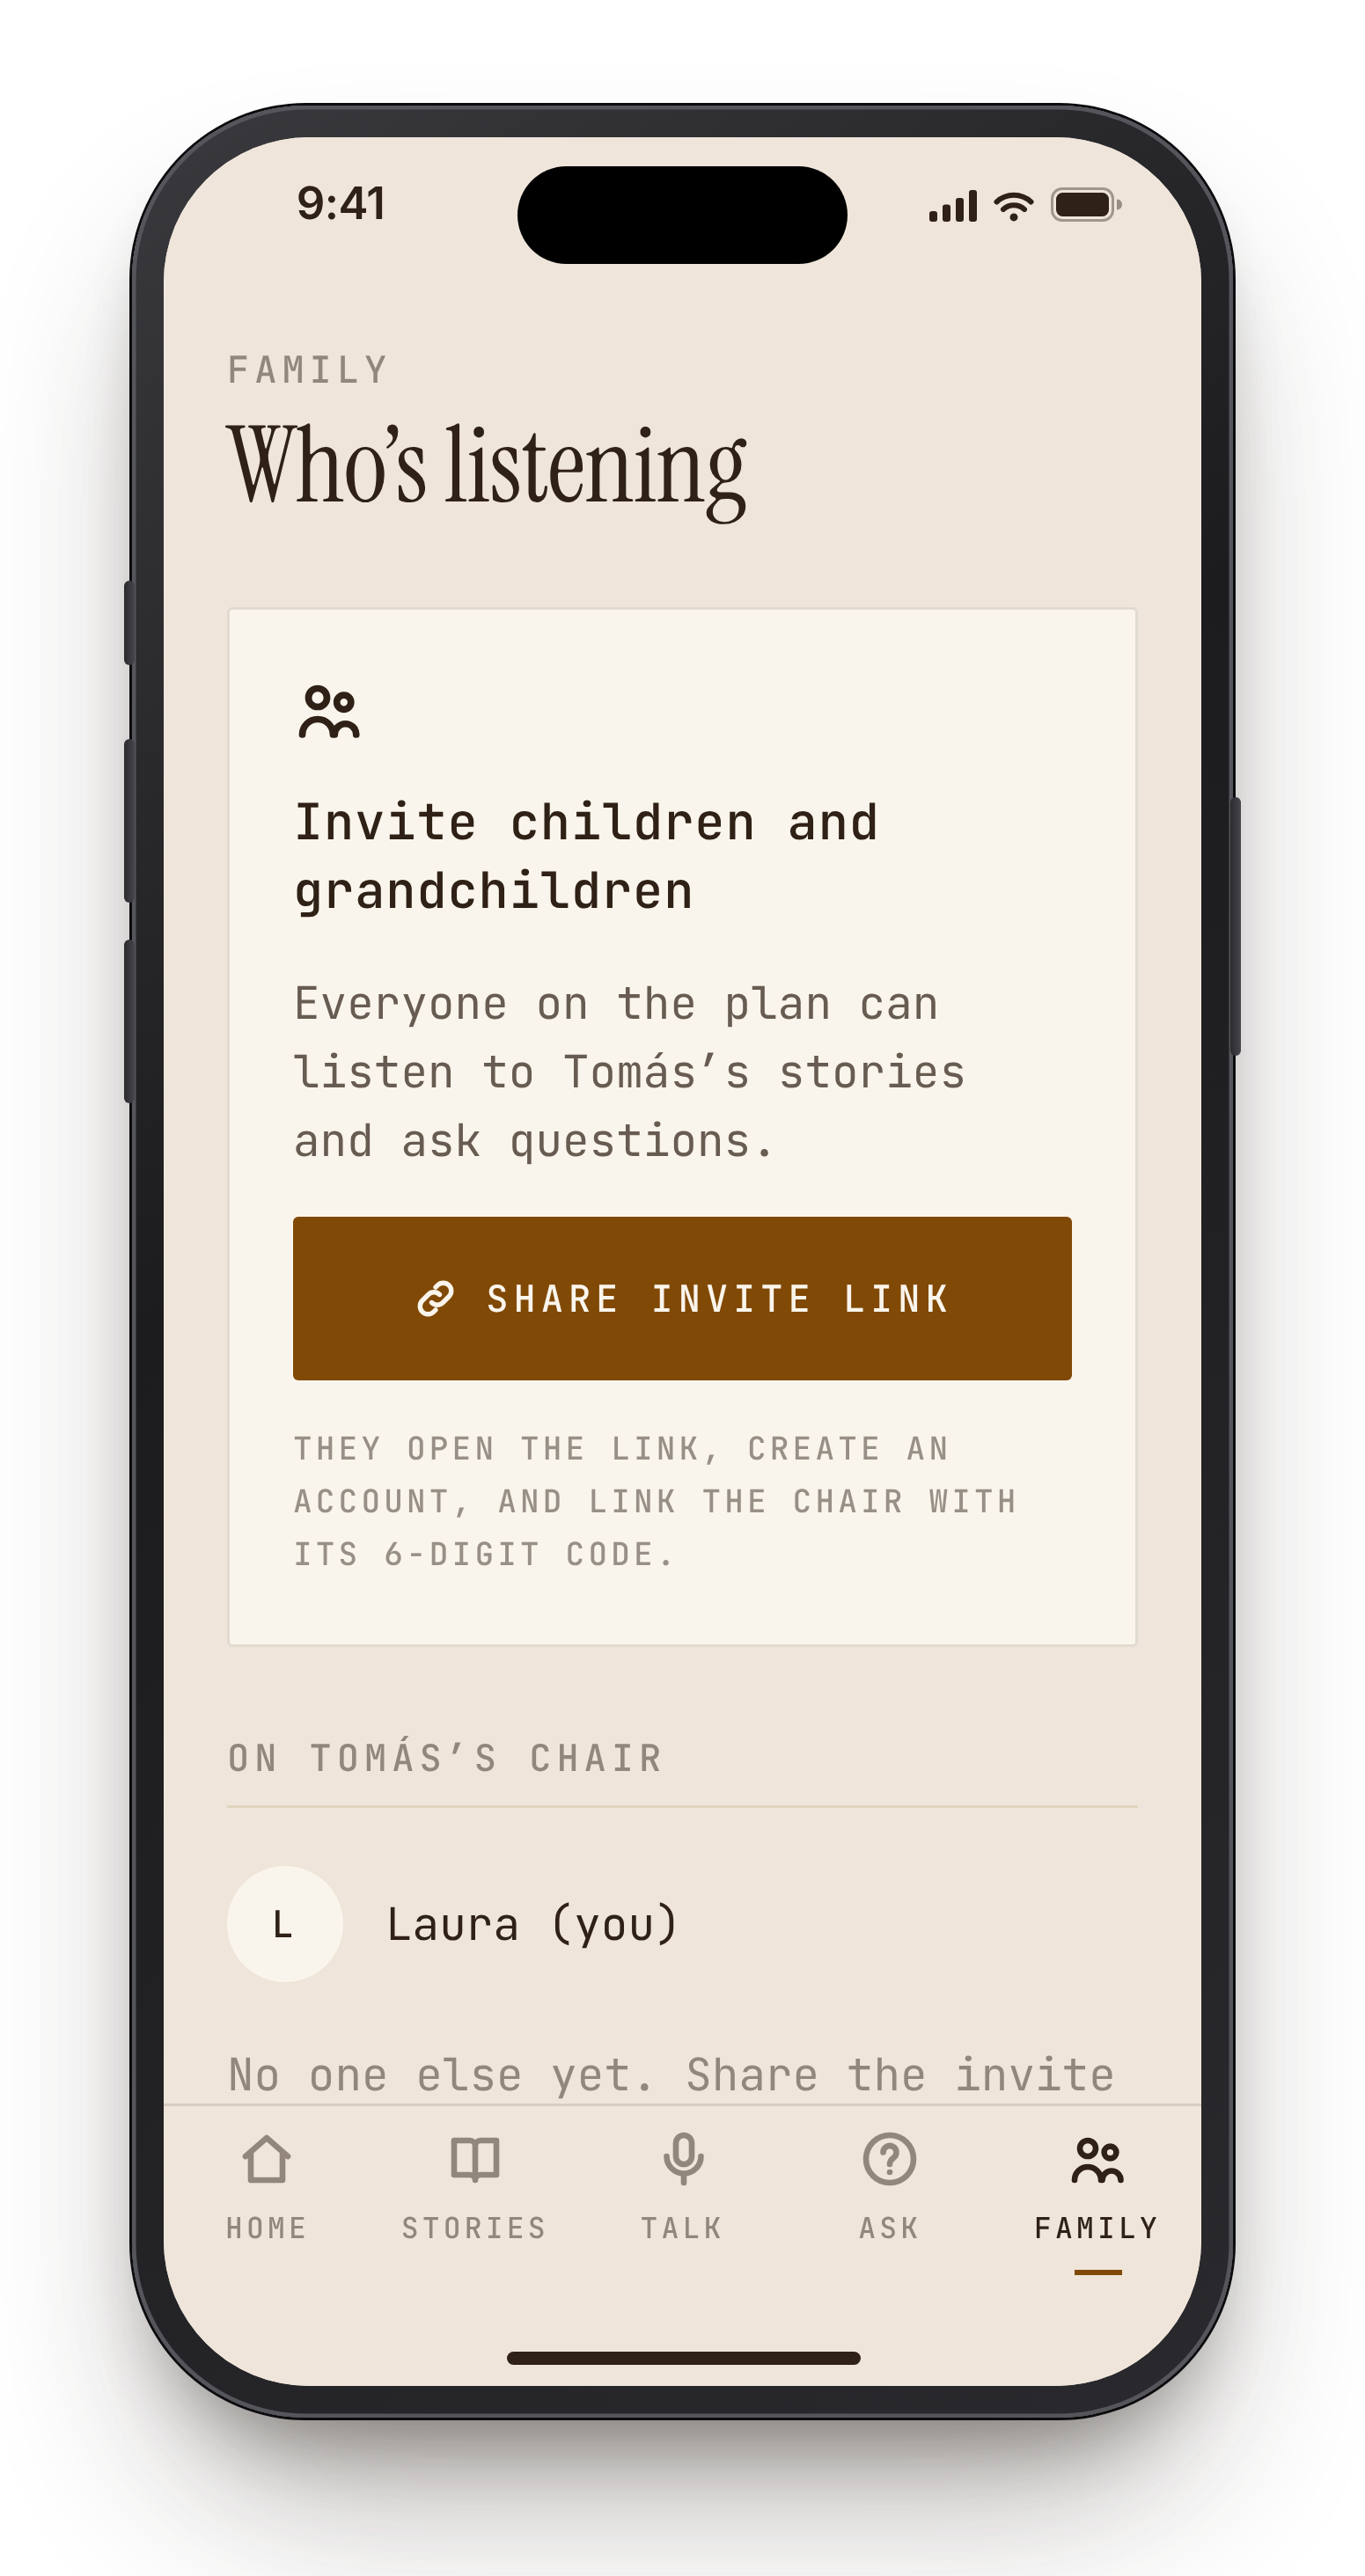 9:41
FAMILY
Who’s listening
Invite children and
grandchildren
Everyone on the plan can
listen to Tomás’s stories
and ask questions.
SHARE INVITE LINK
THEY OPEN THE LINK, CREATE AN
ACCOUNT, AND LINK THE CHAIR WITH
ITS 6-DIGIT CODE.
ON TOMÁS’S CHAIR
L
Laura (you)
No one else yet. Share the invite
HOME STORIES TALK ASK FAMILY